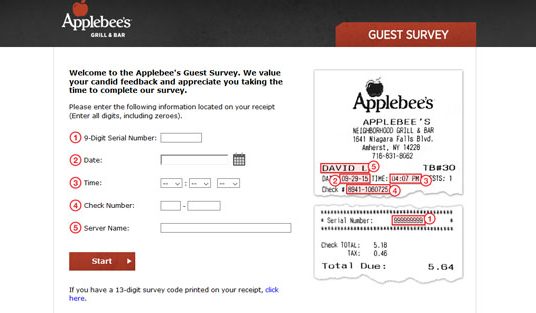 Applebee's
GRILL & BAR
GUEST SURVEY
Welcome to the Applebee's Guest Survey. We value
your candid feedback and appreciate you taking the
time to complete our survey.
Please enter the following information located on your receipt
(Enter all digits, including zeroes).
1 9-Digit Serial Number:
2 Date:
3 Time: -- : -- --
4 Check Number: -
5 Server Name:
Start
If you have a 13-digit survey code printed on your receipt, click
here.
Applebee's
APPLEBEE'S
NEIGHBORHOOD GRILL & BAR
1641 Niagara Falls Blvd.
Amherst, NY 14228
716-831-8062
DAVID L 5 TB#30
DA 2 09-29-15 TIME: 04:07 PM 3 STS: 1
Check # 8941-1060725 4
* Serial Number: 999999999 1 *
Check TOTAL: 5.18
TAX: 0.46
Total Due: 5.64